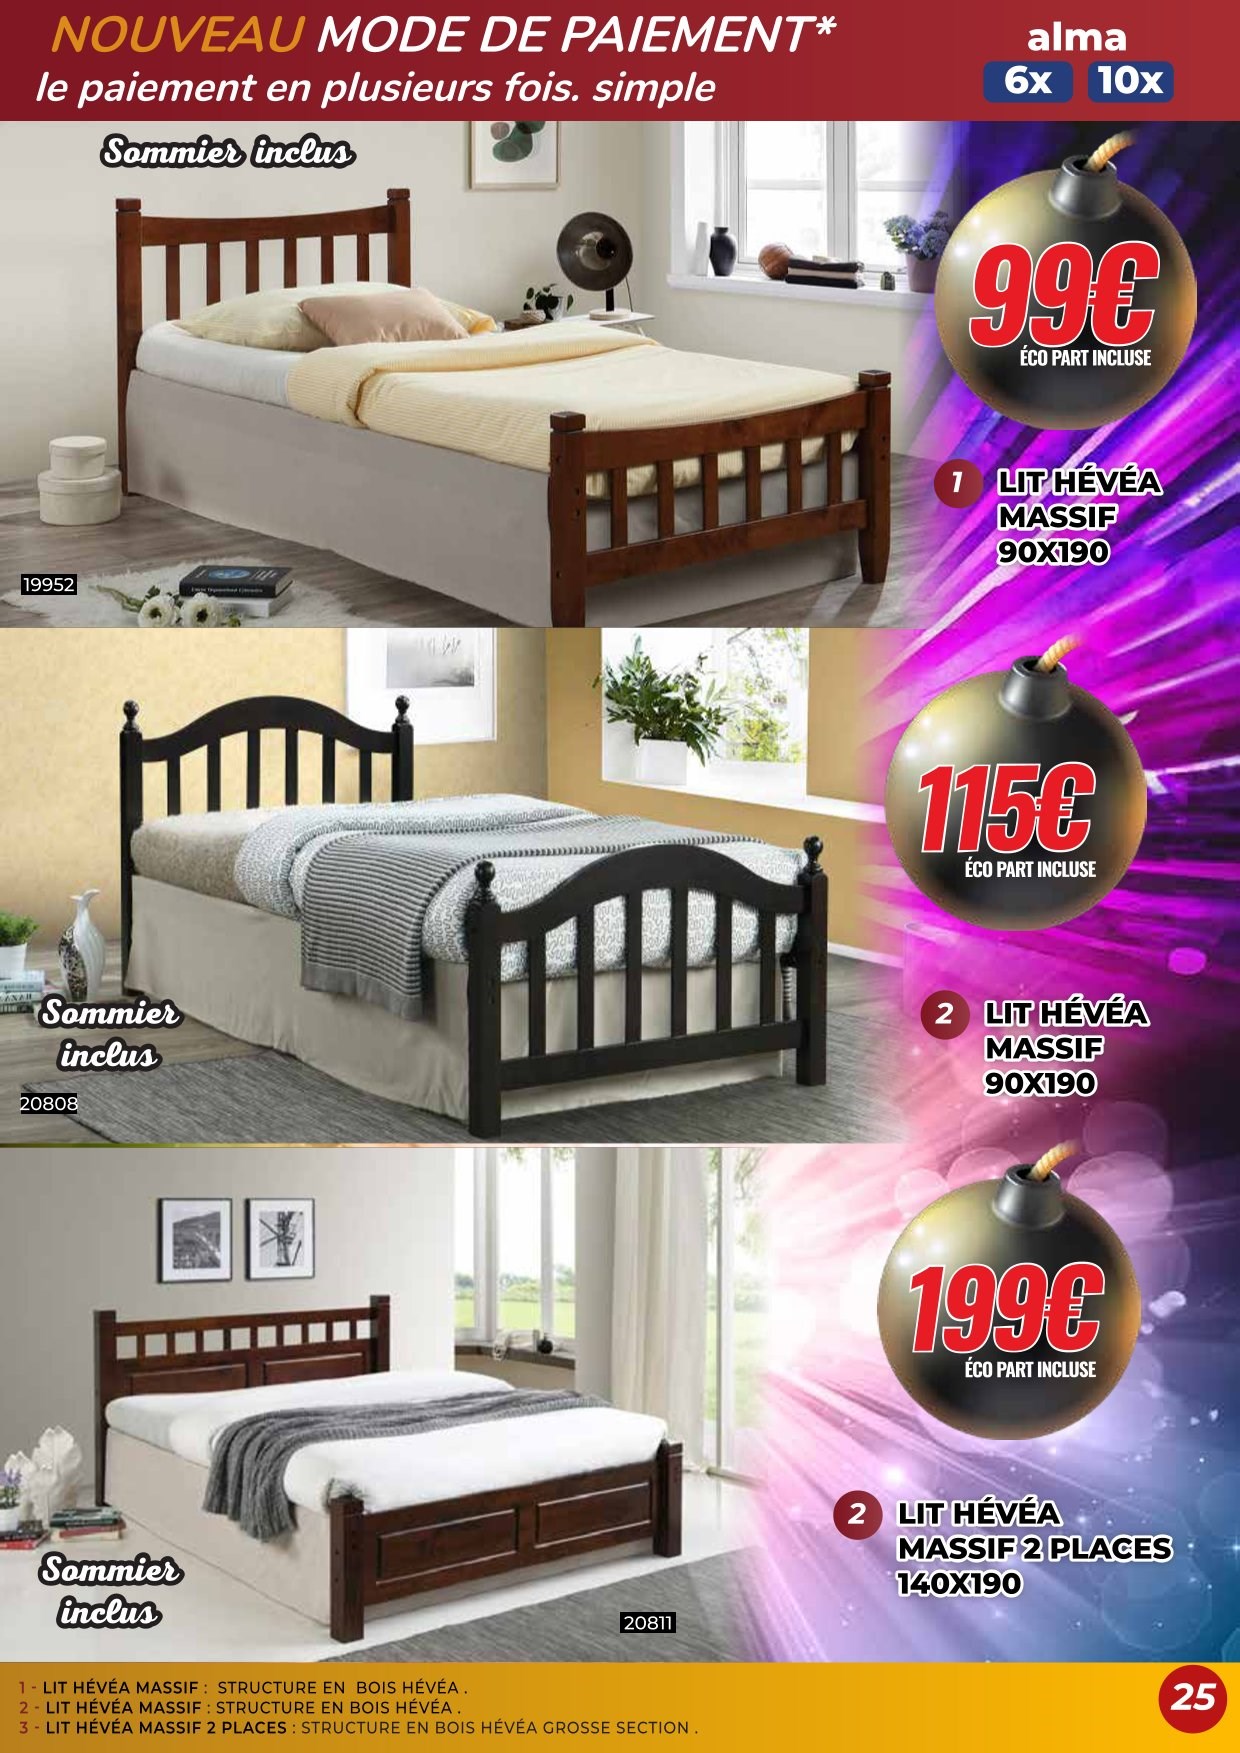 NOUVEAU MODE DE PAIEMENT*
le paiement en plusieurs fois. simple
alma
6x 10x
Sommier inclus
99€
ÉCO PART INCLUSE
1 LIT HÉVÉA
MASSIF
90X190
19952
115€
ÉCO PART INCLUSE
Sommier
inclus
2 LIT HÉVÉA
MASSIF
90X190
20808
199€
ÉCO PART INCLUSE
2 LIT HÉVÉA
MASSIF 2 PLACES
140X190
Sommier
inclus
20811
1 - LIT HÉVÉA MASSIF : STRUCTURE EN BOIS HÉVÉA .
2 - LIT HÉVÉA MASSIF : STRUCTURE EN BOIS HÉVÉA .
3 - LIT HÉVÉA MASSIF 2 PLACES : STRUCTURE EN BOIS HÉVÉA GROSSE SECTION .
25